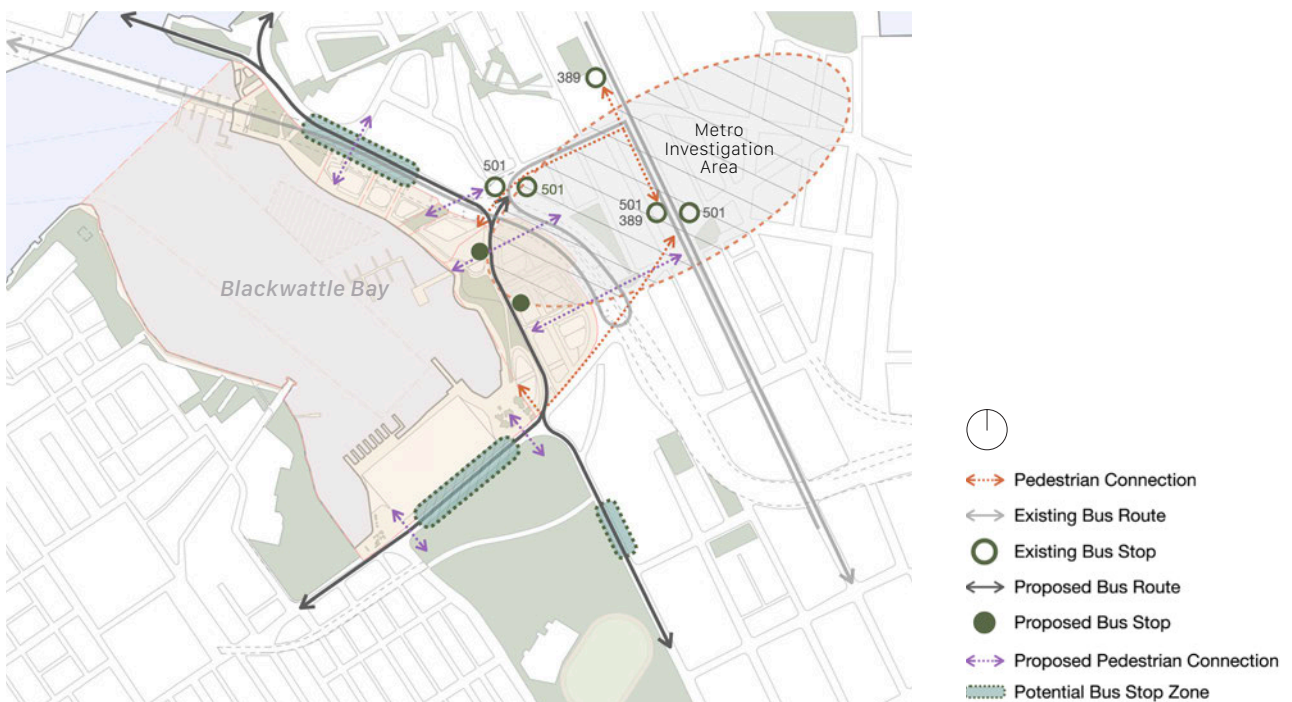 389
Metro
Investigation
Area
501
501
501
389
501
Blackwattle Bay
Pedestrian Connection
Existing Bus Route
Existing Bus Stop
Proposed Bus Route
Proposed Bus Stop
Proposed Pedestrian Connection
Potential Bus Stop Zone